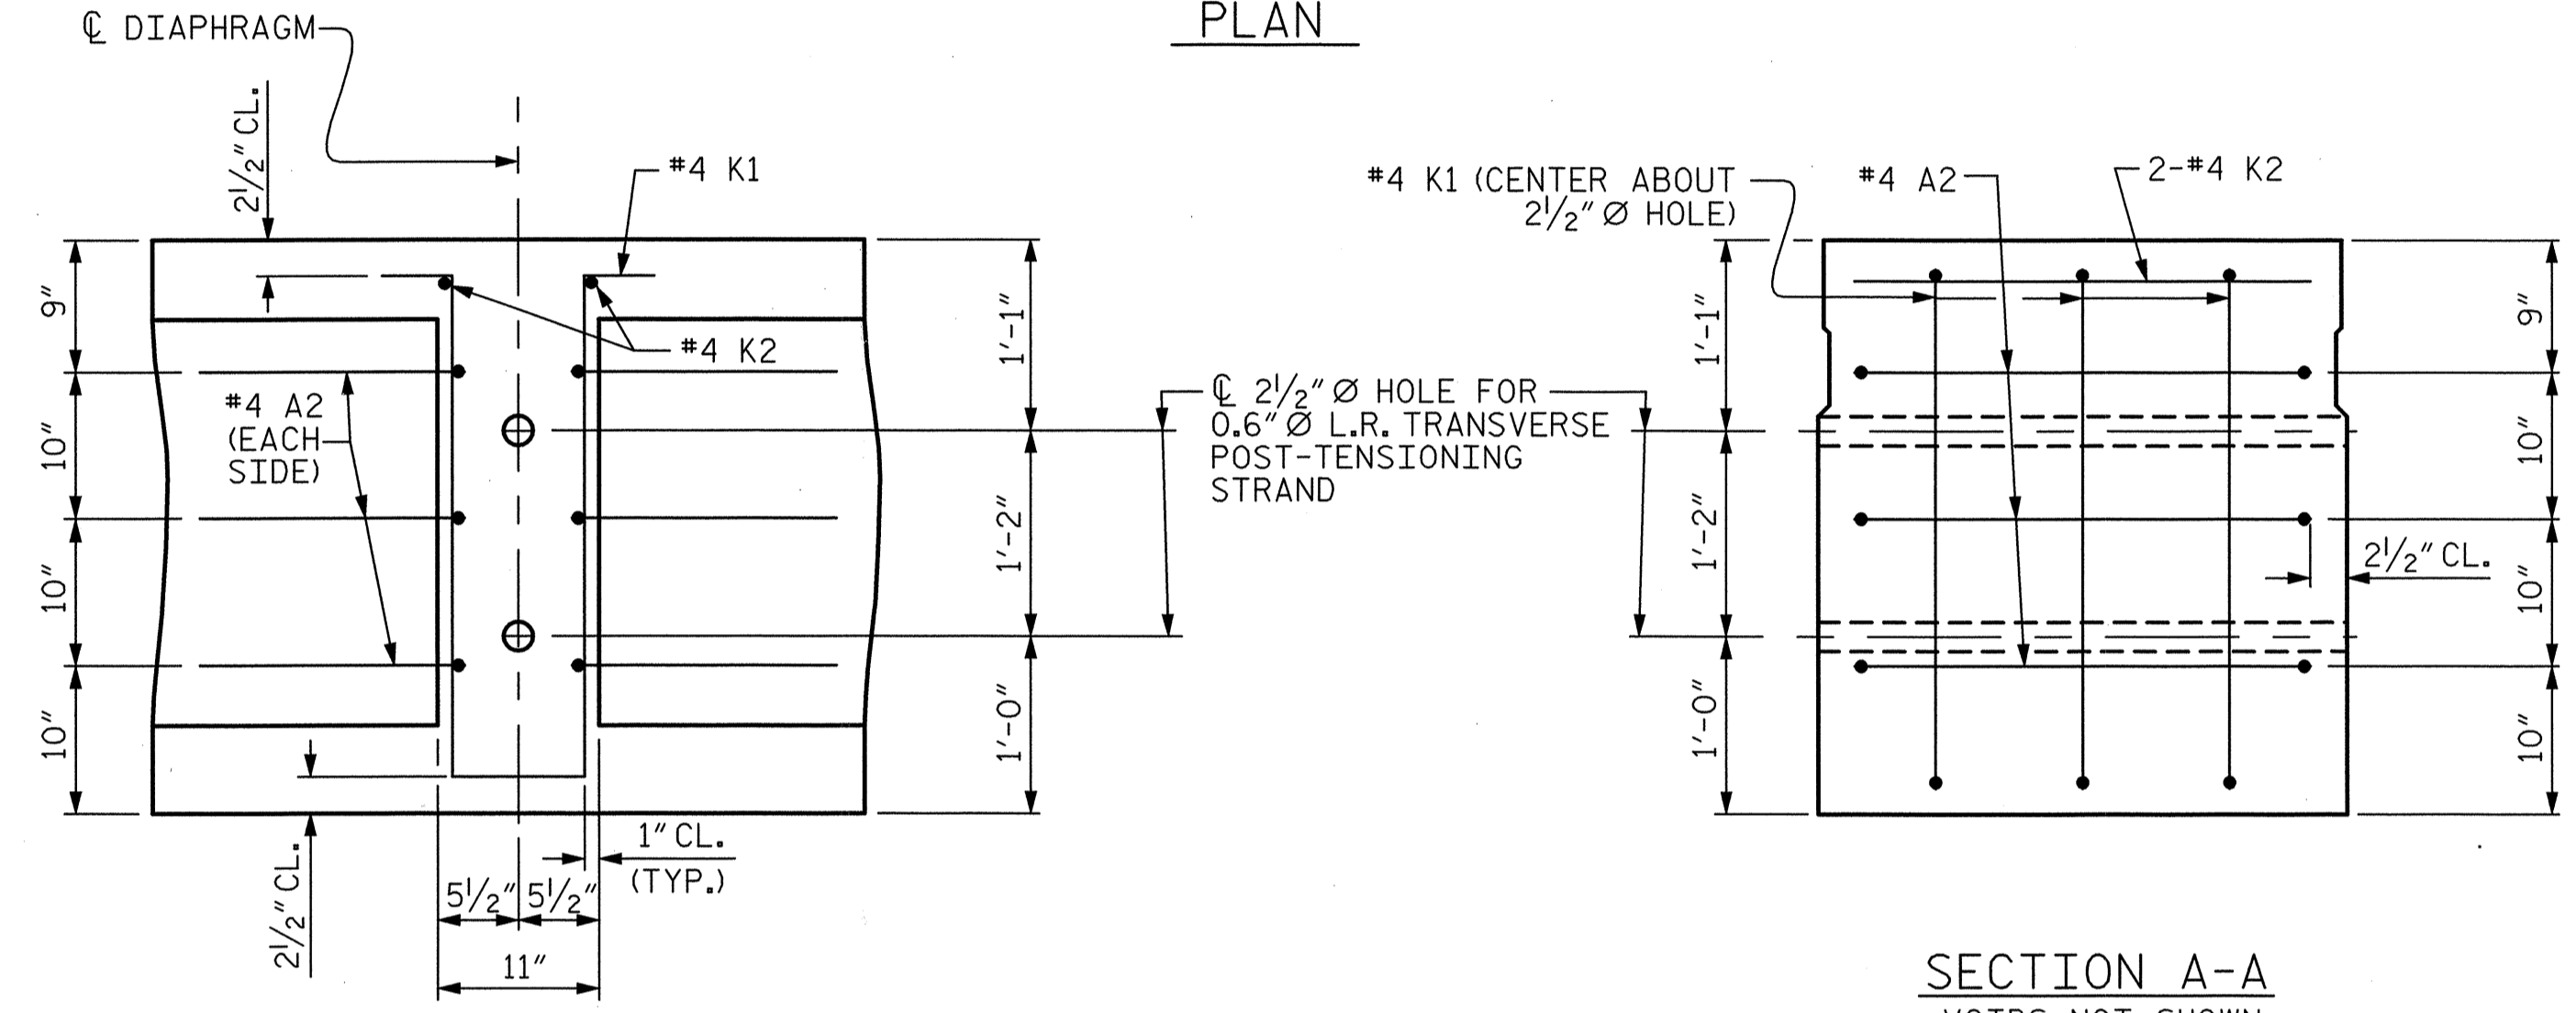 PLAN
℄ DIAPHRAGM
2½" CL.
#4 K1
#4 K1 (CENTER ABOUT
2½" Ø HOLE)
#4 A2
2-#4 K2
9"
10"
10"
10"
#4 K2
#4 A2
(EACH
SIDE)
1'-1"
1'-2"
1'-0"
℄ 2½" Ø HOLE FOR
0.6" Ø L.R. TRANSVERSE
POST-TENSIONING
STRAND
1'-1"
1'-2"
1'-0"
9"
10"
10"
10"
2½" CL.
2½" CL.
1" CL.
(TYP.)
5½" 5½"
11"
SECTION A-A
VOIDS NOT SHOWN